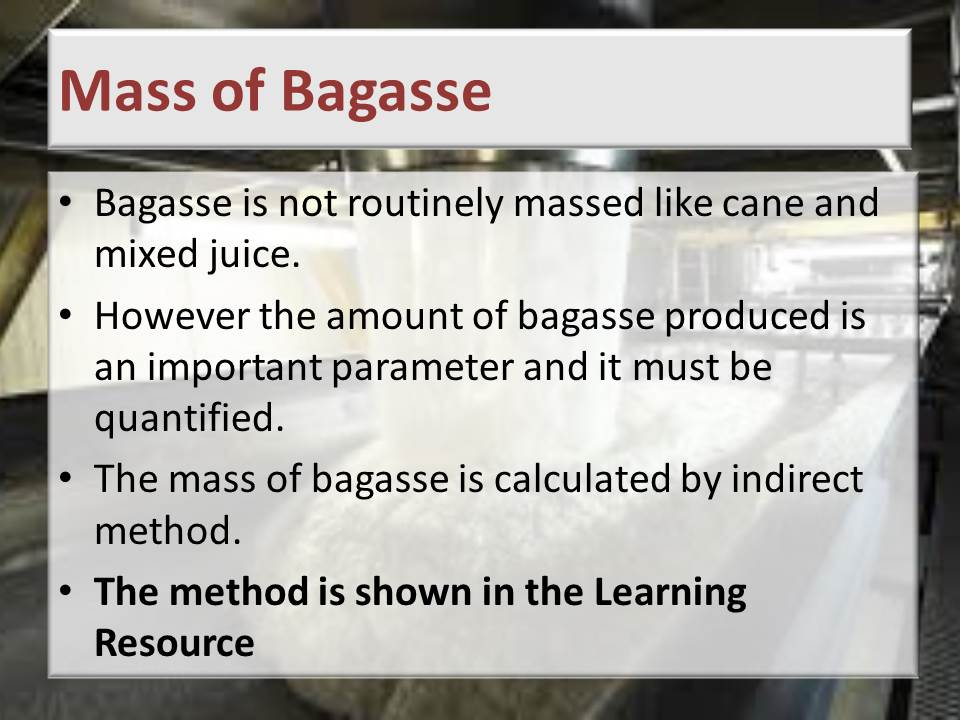 Mass of Bagasse
• Bagasse is not routinely massed like cane and
mixed juice.
• However the amount of bagasse produced is
an important parameter and it must be
quantified.
• The mass of bagasse is calculated by indirect
method.
• The method is shown in the Learning
Resource